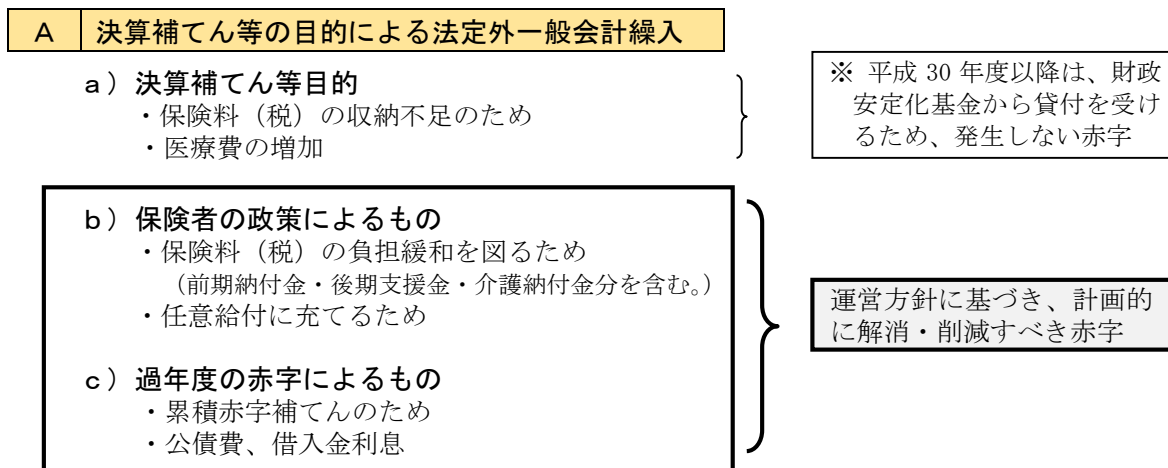 A 決算補てん等の目的による法定外一般会計繰入
a）決算補てん等目的
・保険料（税）の収納不足のため
・医療費の増加
※ 平成 30 年度以降は、財政
安定化基金から貸付を受け
るため、発生しない赤字
b）保険者の政策によるもの
・保険料（税）の負担緩和を図るため
（前期納付金・後期支援金・介護納付金分を含む。）
・任意給付に充てるため
c）過年度の赤字によるもの
・累積赤字補てんのため
・公債費、借入金利息
運営方針に基づき、計画的
に解消・削減すべき赤字